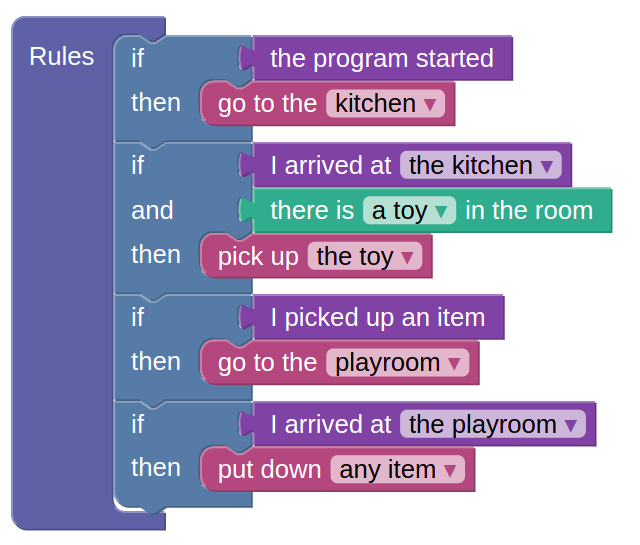 Rules
if the program started
then go to the kitchen
if I arrived at the kitchen
and there is a toy in the room
then pick up the toy
if I picked up an item
then go to the playroom
if I arrived at the playroom
then put down any item